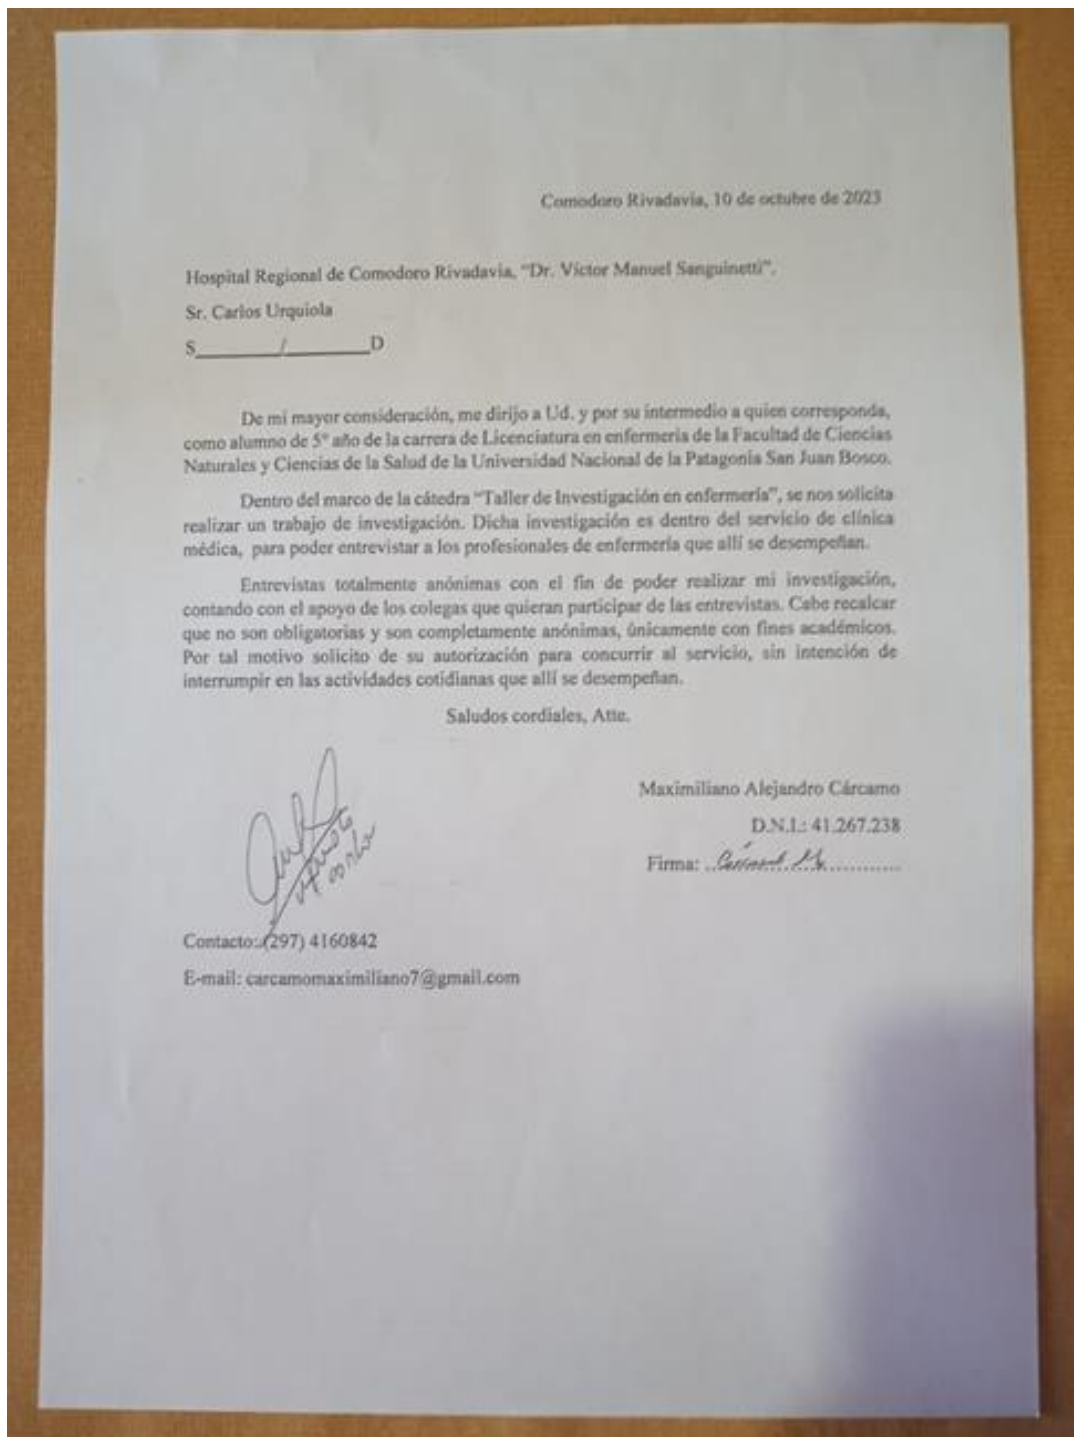 Comodoro Rivadavia, 10 de octubre de 2023
Hospital Regional de Comodoro Rivadavia, “Dr. Víctor Manuel Sanguinetti”.
Sr. Carlos Urquiola
S________/________D
De mi mayor consideración, me dirijo a Ud. y por su intermedio a quien corresponda,
como alumno de 5° año de la carrera de Licenciatura en enfermería de la Facultad de Ciencias
Naturales y Ciencias de la Salud de la Universidad Nacional de la Patagonia San Juan Bosco.
Dentro del marco de la cátedra “Taller de Investigación en enfermería”, se nos solicita
realizar un trabajo de investigación. Dicha investigación es dentro del servicio de clínica
médica, para poder entrevistar a los profesionales de enfermería que allí se desempeñan.
Entrevistas totalmente anónimas con el fin de poder realizar mi investigación,
contando con el apoyo de los colegas que quieran participar de las entrevistas. Cabe recalcar
que no son obligatorias y son completamente anónimas, únicamente con fines académicos.
Por tal motivo solicito de su autorización para concurrir al servicio, sin intención de
interrumpir en las actividades cotidianas que allí se desempeñan.
Saludos cordiales, Atte.
Maximiliano Alejandro Cárcamo
D.N.I.: 41.267.238
Firma:
Contacto: (297) 4160842
E-mail: carcamomaximiliano7@gmail.com